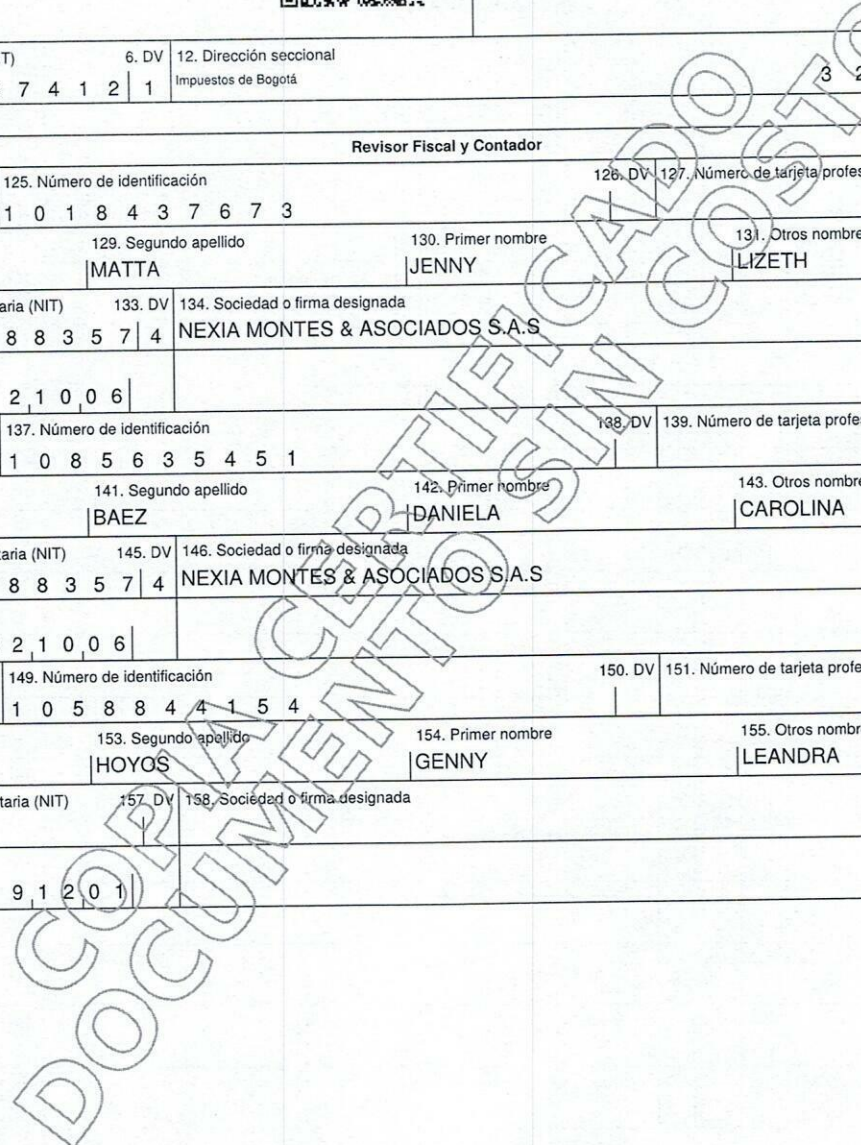 T) 6. DV 12. Dirección seccional
7 4 1 2 1 Impuestos de Bogotá 3 2
Revisor Fiscal y Contador
125. Número de identificación 126. DV 127. Número de tarjeta profes
1 0 1 8 4 3 7 6 7 3
129. Segundo apellido 130. Primer nombre 131. Otros nombre
MATTA JENNY LIZETH
aria (NIT) 133. DV 134. Sociedad o firma designada
8 8 3 5 7 4 NEXIA MONTES & ASOCIADOS S.A.S
2 1 0 0 6
137. Número de identificación 138. DV 139. Número de tarjeta profe
1 0 8 5 6 3 5 4 5 1
141. Segundo apellido 142. Primer nombre 143. Otros nombre
BAEZ DANIELA CAROLINA
taria (NIT) 145. DV 146. Sociedad o firma designada
8 8 3 5 7 4 NEXIA MONTES & ASOCIADOS S.A.S
2 1 0 0 6
149. Número de identificación 150. DV 151. Número de tarjeta profe
1 0 5 8 8 4 4 1 5 4
153. Segundo apellido 154. Primer nombre 155. Otros nombr
HOYOS GENNY LEANDRA
taria (NIT) 157. DV 158. Sociedad o firma designada
9 1 2 0 1
COPIA CERTIFICADO
DOCUMENTO SIN COSTO